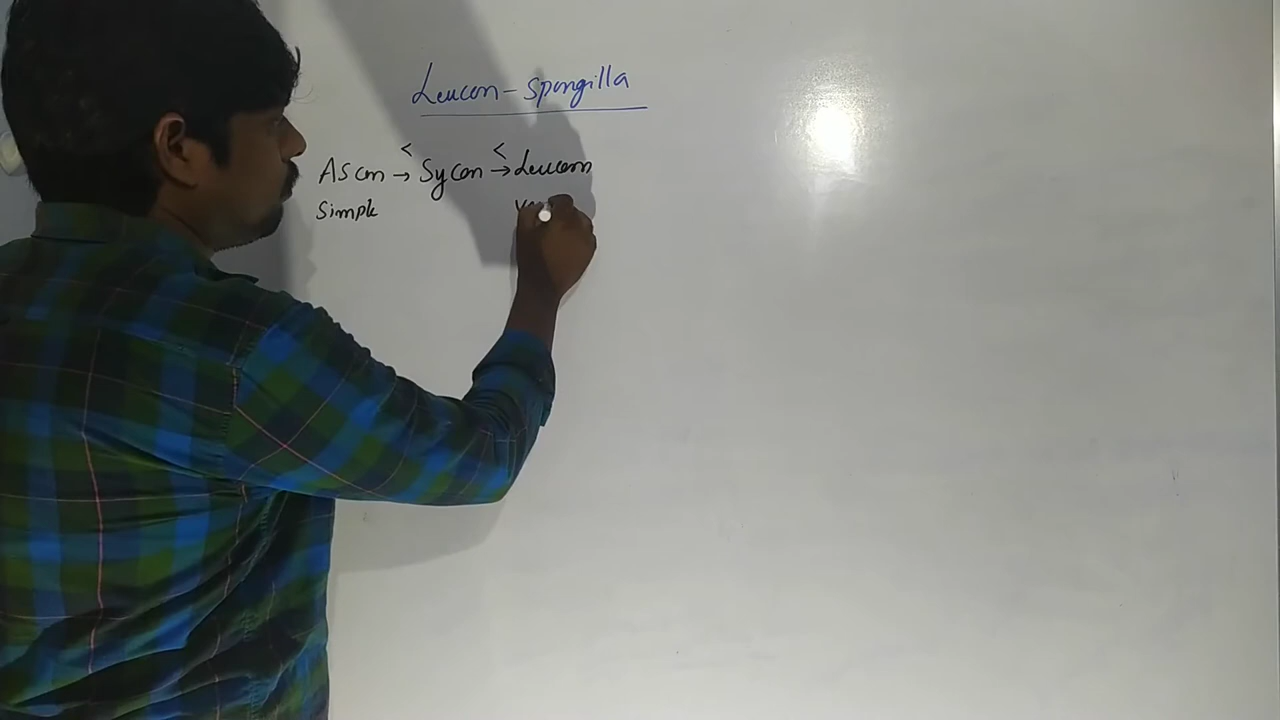 Leucon - spongilla
< <
Ascon → Sycon → Leucon
Simple